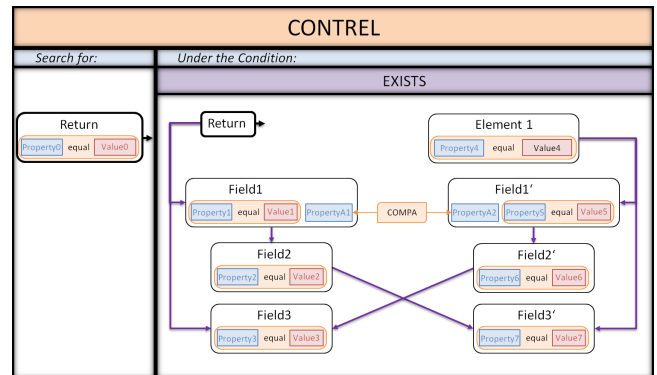 CONTREL
Search for:
Under the Condition:
EXISTS
Return
Property0 equal Value0
Return
Element 1
Property4 equal Value4
Field1
Property1 equal Value1 PropertyA1
COMPA
Field1‘
PropertyA2 Property5 equal Value5
Field2
Property2 equal Value2
Field2‘
Property6 equal Value6
Field3
Property3 equal Value3
Field3‘
Property7 equal Value7